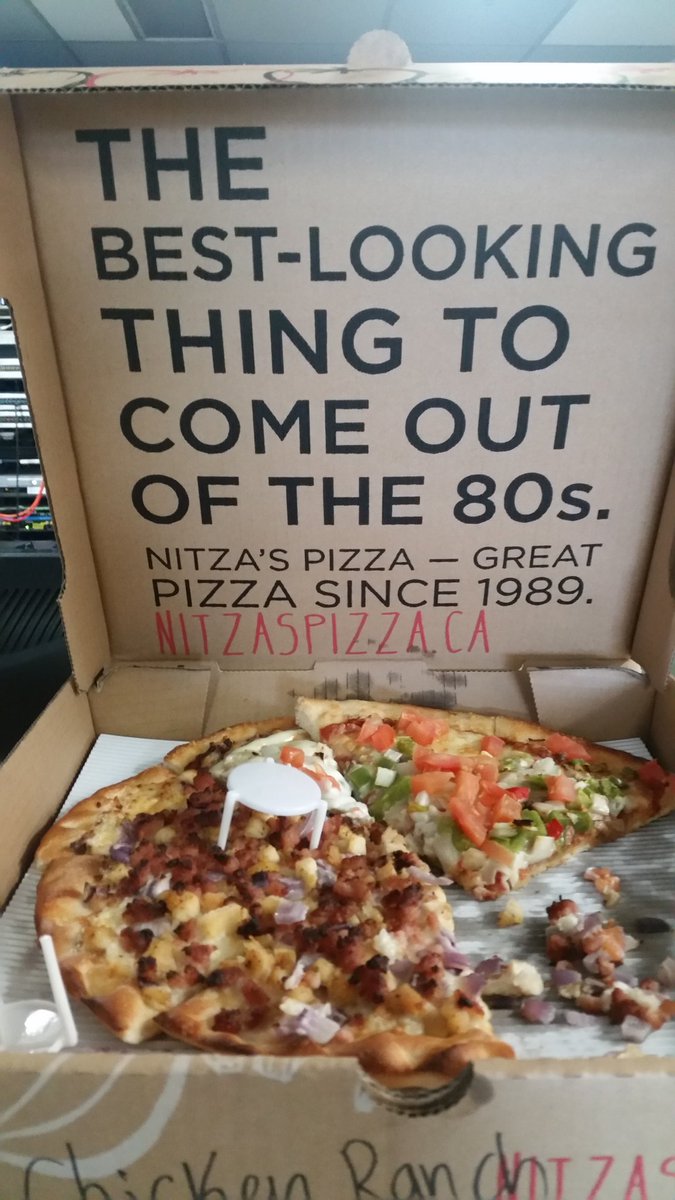 THE
BEST-LOOKING
THING TO
COME OUT
OF THE 80s.
NITZA'S PIZZA — GREAT
PIZZA SINCE 1989.
NITZASPIZZA.CA
Chicken Ranch NITZAS